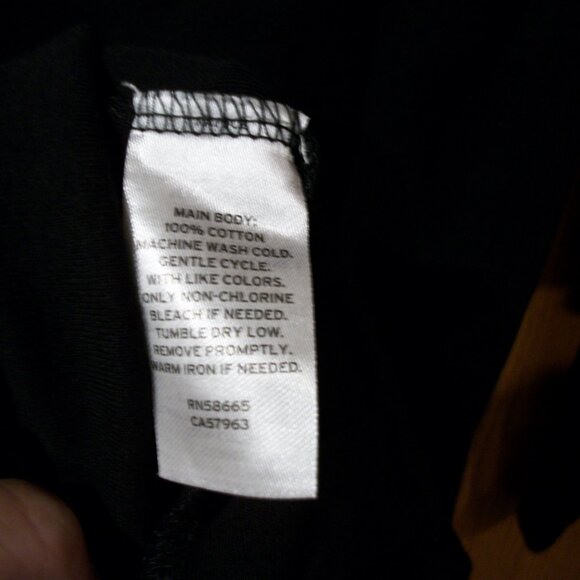 MAIN BODY:
100% COTTON
MACHINE WASH COLD.
GENTLE CYCLE.
WITH LIKE COLORS.
ONLY NON-CHLORINE
BLEACH IF NEEDED.
TUMBLE DRY LOW.
REMOVE PROMPTLY.
WARM IRON IF NEEDED.
RN58665
CA57963